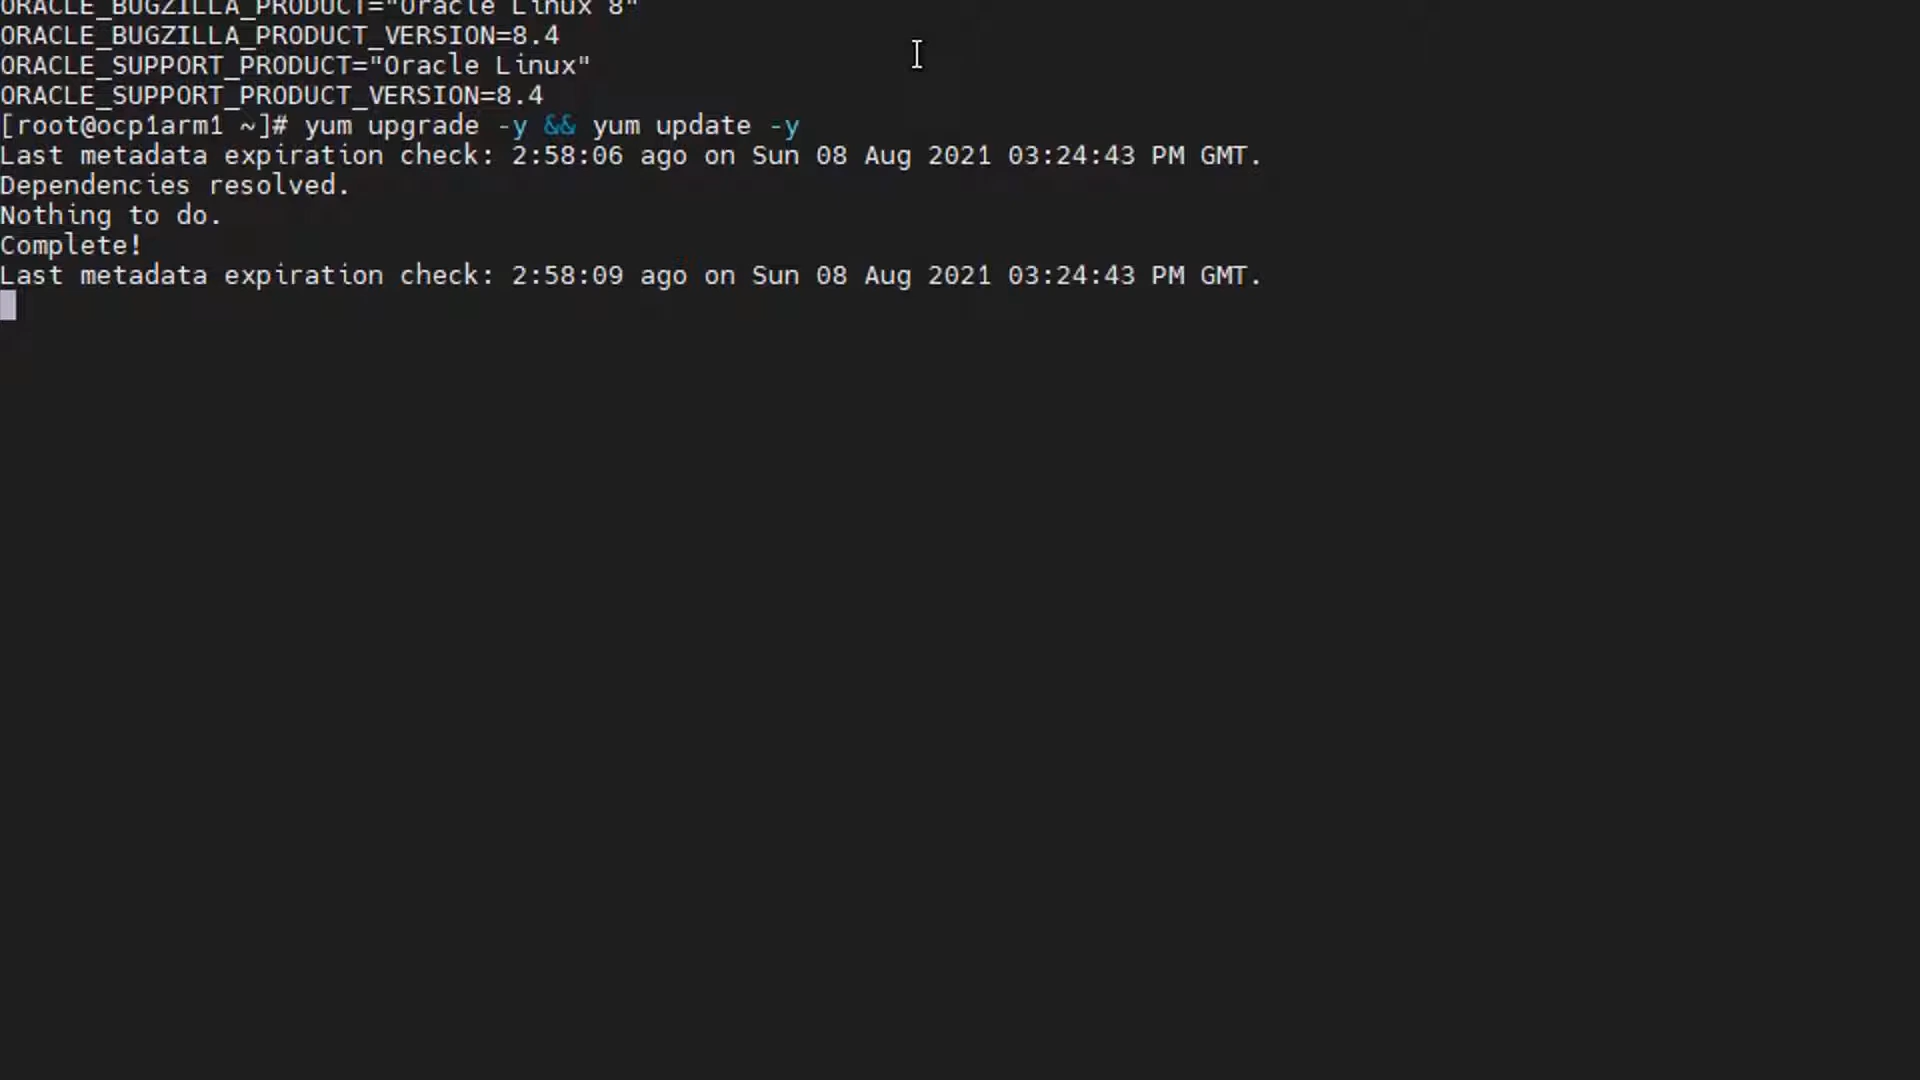 ORACLE_BUGZILLA_PRODUCT="Oracle Linux 8"
ORACLE_BUGZILLA_PRODUCT_VERSION=8.4
ORACLE_SUPPORT_PRODUCT="Oracle Linux"
ORACLE_SUPPORT_PRODUCT_VERSION=8.4
[root@ocp1arm1 ~]# yum upgrade -y && yum update -y
Last metadata expiration check: 2:58:06 ago on Sun 08 Aug 2021 03:24:43 PM GMT.
Dependencies resolved.
Nothing to do.
Complete!
Last metadata expiration check: 2:58:09 ago on Sun 08 Aug 2021 03:24:43 PM GMT.